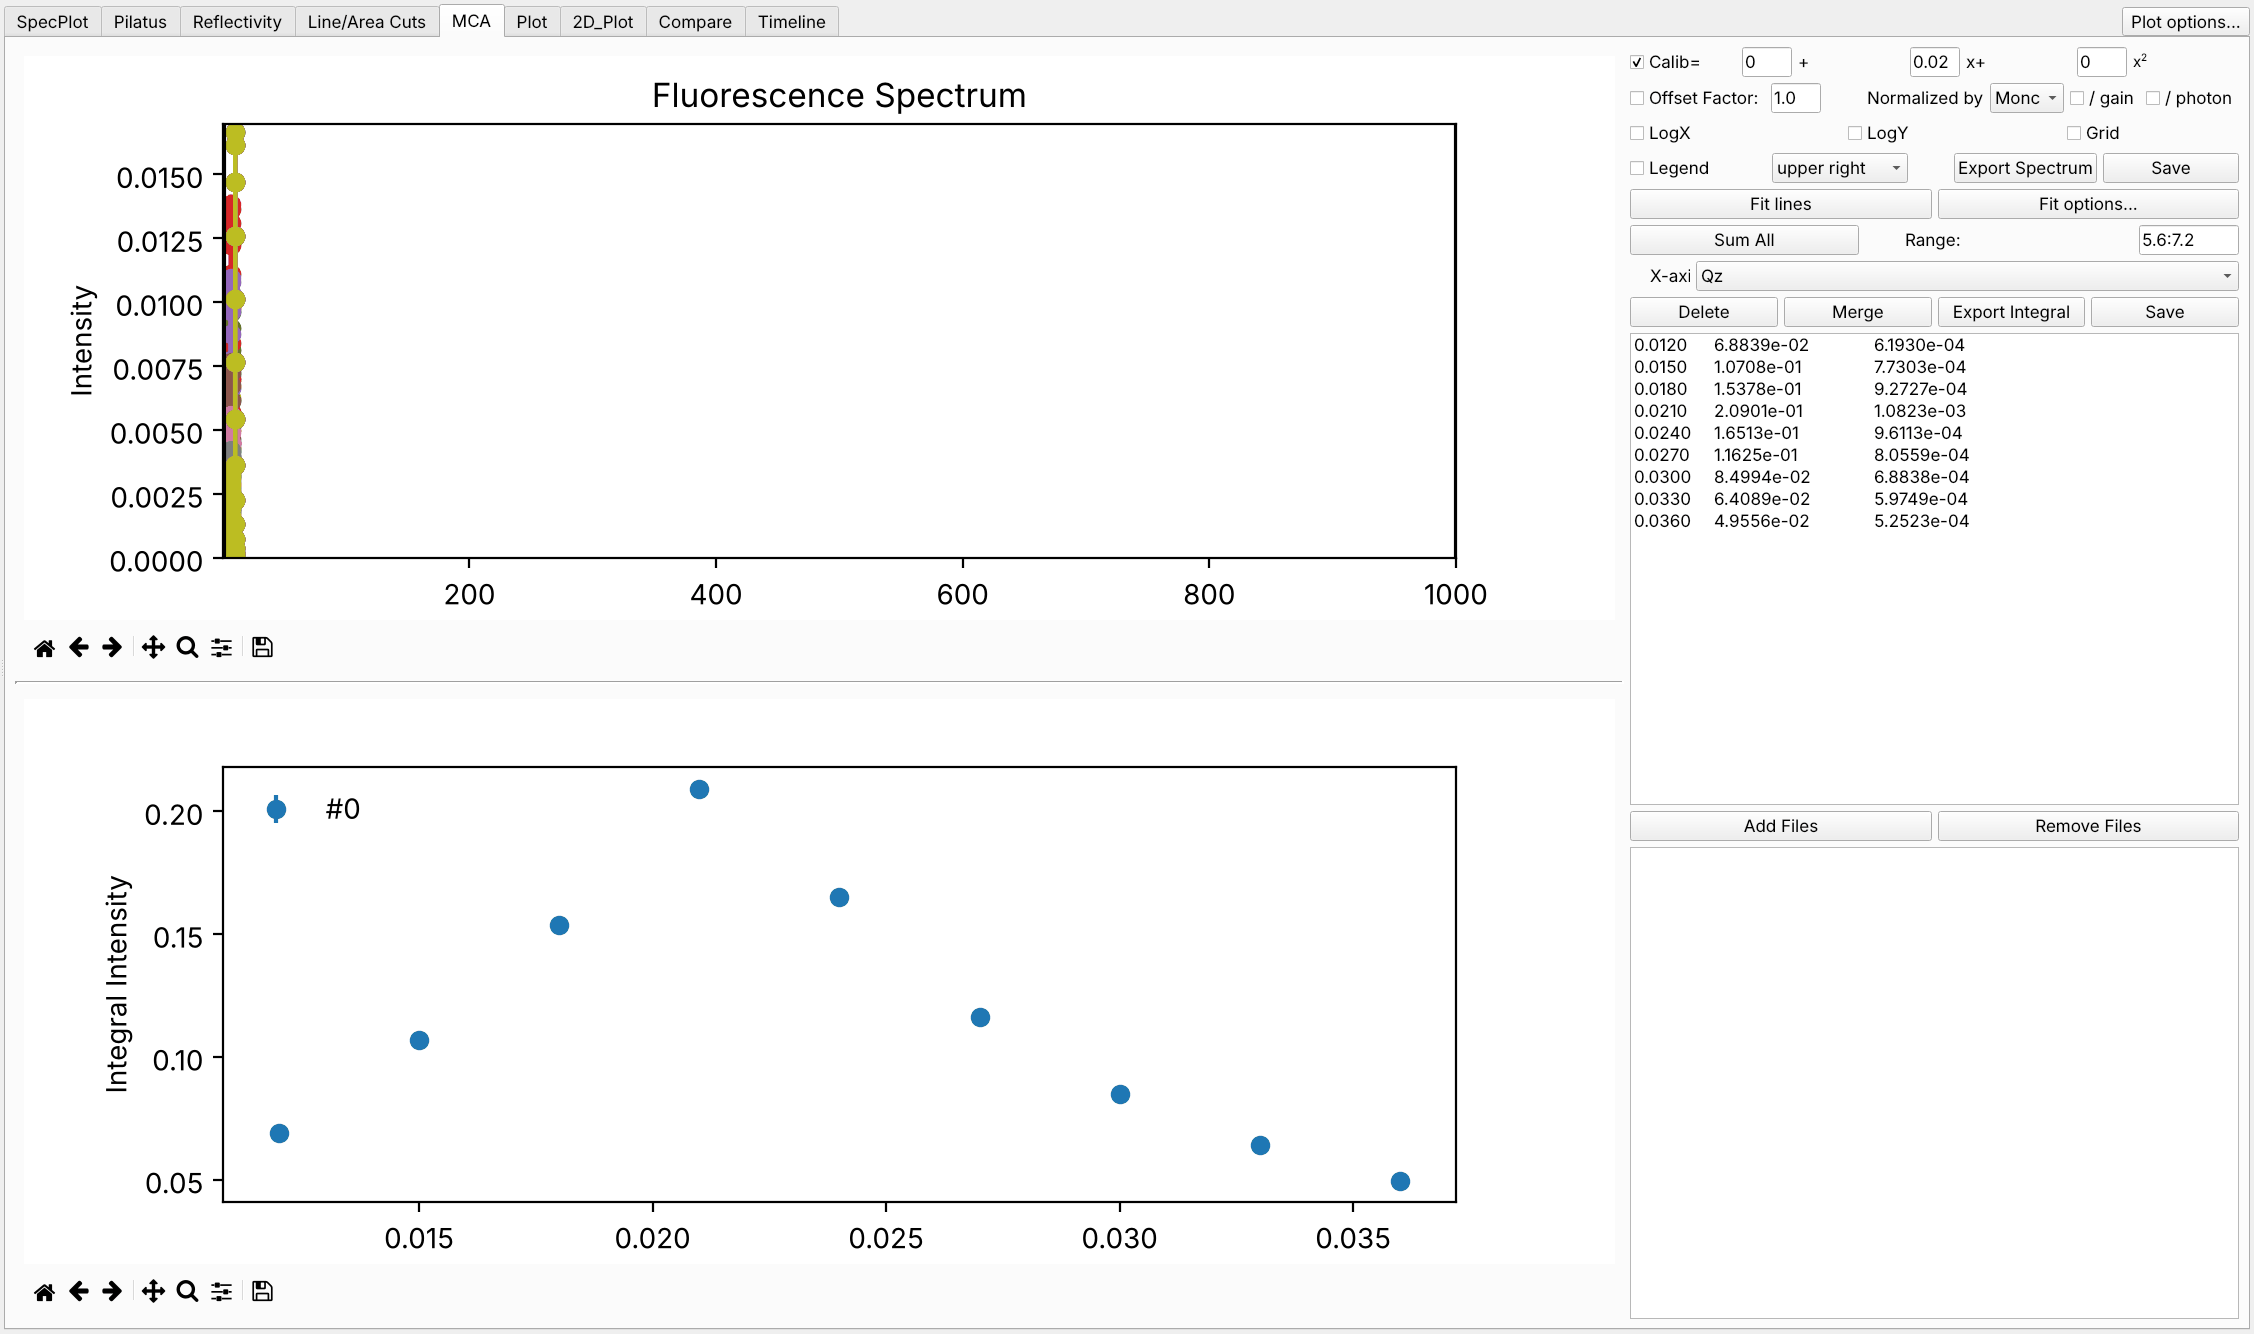 SpecPlot Pilatus Reflectivity Line/Area Cuts MCA Plot 2D_Plot Compare Timeline Plot options...
Fluorescence Spectrum
Intensity
0.0150
0.0125
0.0100
0.0075
0.0050
0.0025
0.0000
200 400 600 800 1000
Calib= 0 + 0.02 x+ 0 x²
Offset Factor: 1.0 Normalized by Monc / gain / photon
LogX LogY Grid
Legend upper right Export Spectrum Save
Fit lines Fit options...
Sum All Range: 5.6:7.2
X-axi Qz
Delete Merge Export Integral Save
0.0120 6.8839e-02 6.1930e-04
0.0150 1.0708e-01 7.7303e-04
0.0180 1.5378e-01 9.2727e-04
0.0210 2.0901e-01 1.0823e-03
0.0240 1.6513e-01 9.6113e-04
0.0270 1.1625e-01 8.0559e-04
0.0300 8.4994e-02 6.8838e-04
0.0330 6.4089e-02 5.9749e-04
0.0360 4.9556e-02 5.2523e-04
Add Files Remove Files
#0
Integral Intensity
0.20
0.15
0.10
0.05
0.015 0.020 0.025 0.030 0.035